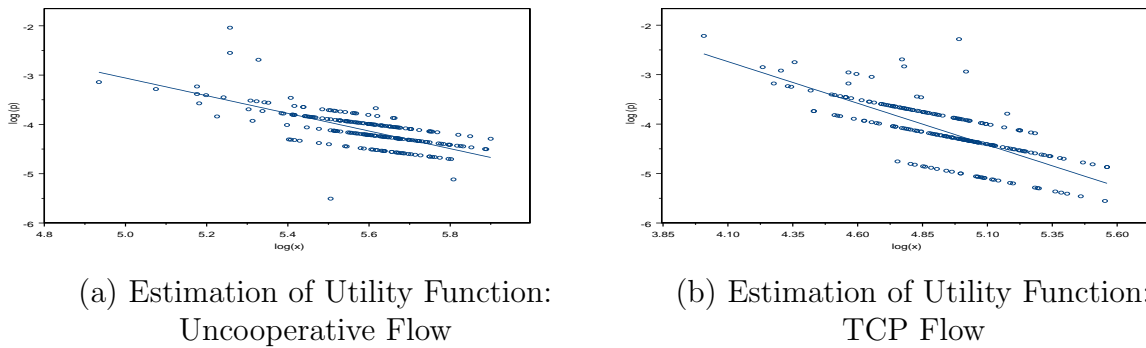 -2
-3
-4
-5
-6
log(p)
4.8 5.0 5.2 5.4 5.6 5.8
log(x)
(a) Estimation of Utility Function:
Uncooperative Flow
-2
-3
-4
-5
-6
log(p)
3.85 4.10 4.35 4.60 4.85 5.10 5.35 5.60
log(x)
(b) Estimation of Utility Function:
TCP Flow